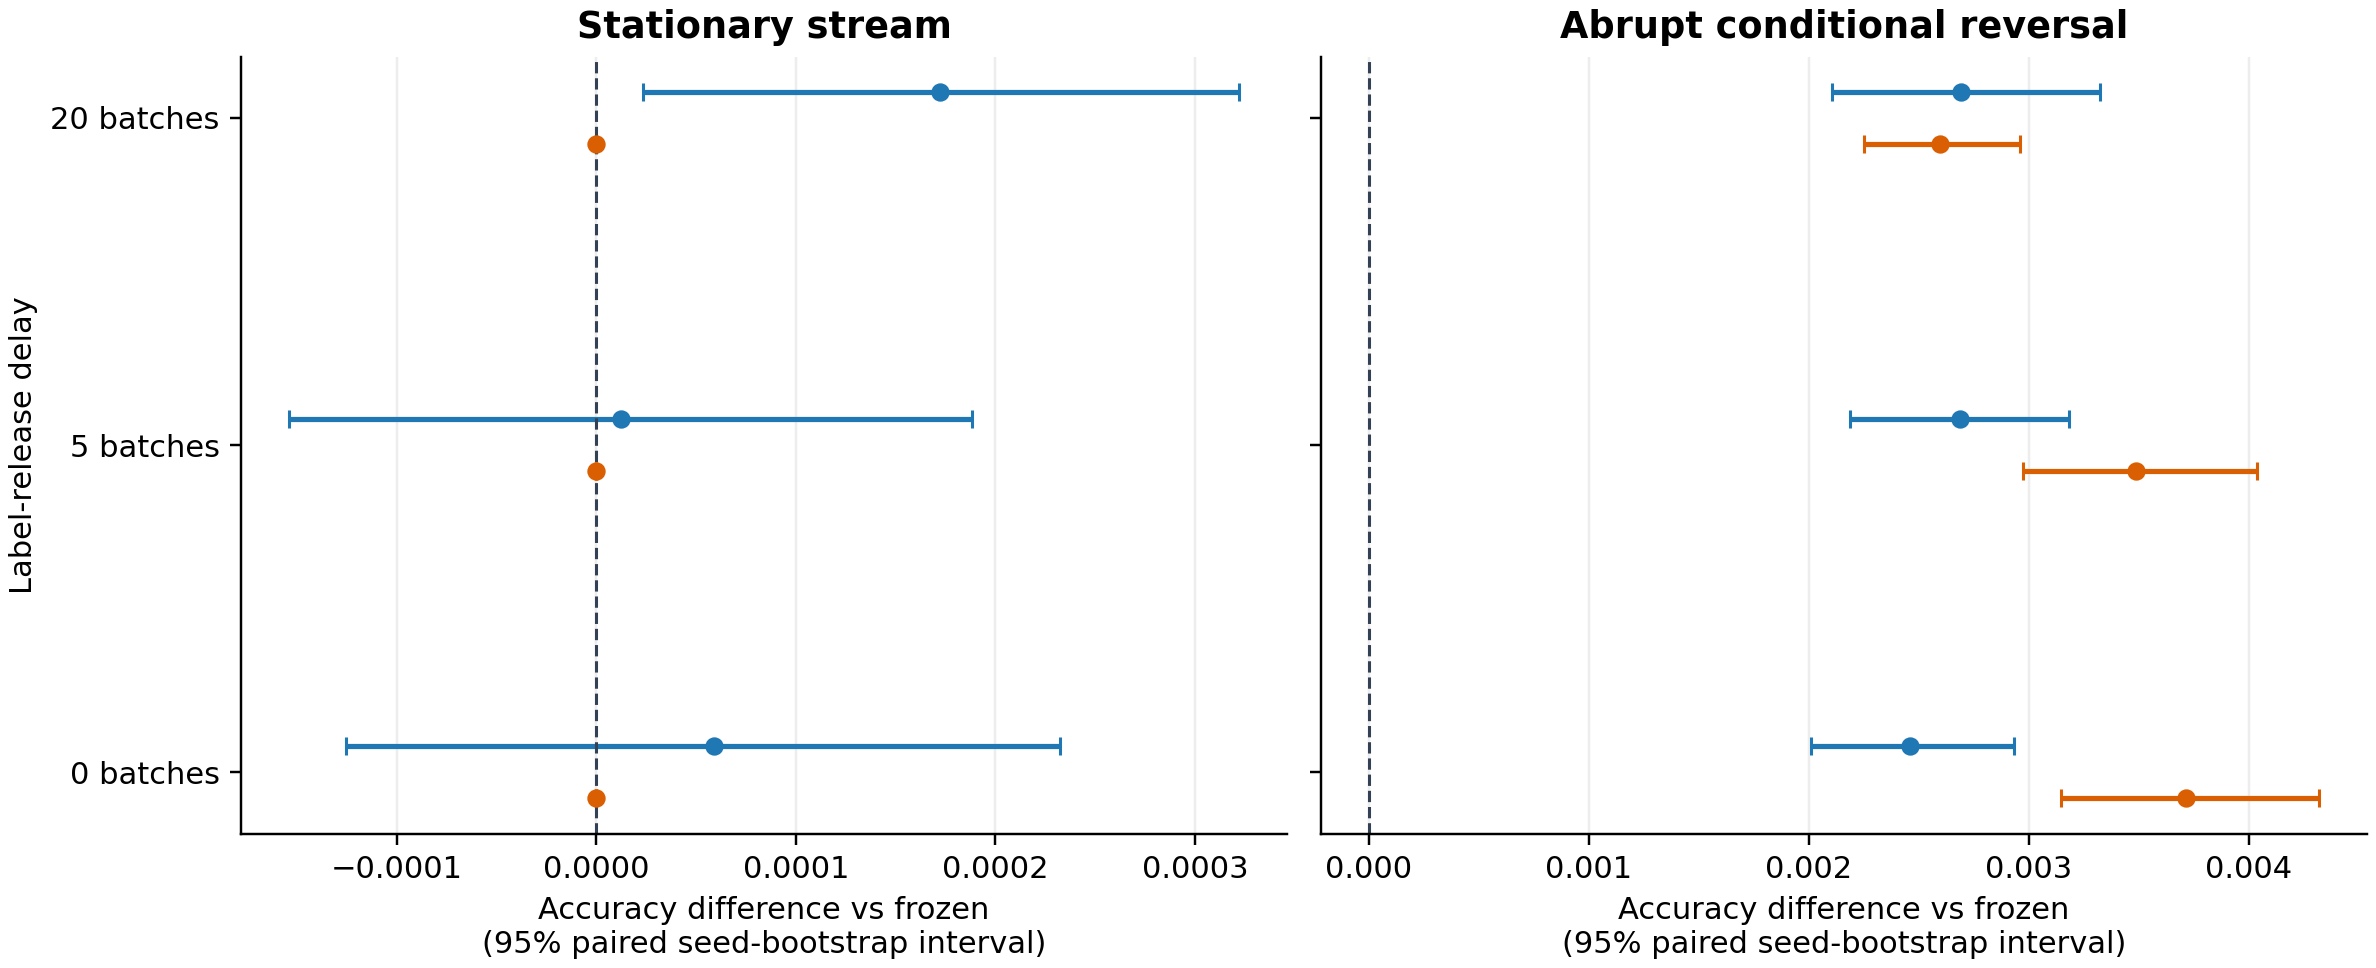 Stationary stream
Abrupt conditional reversal
Label-release delay
20 batches
5 batches
0 batches
−0.0001 0.0000 0.0001 0.0002 0.0003
0.000 0.001 0.002 0.003 0.004
Accuracy difference vs frozen
(95% paired seed-bootstrap interval)
Accuracy difference vs frozen
(95% paired seed-bootstrap interval)